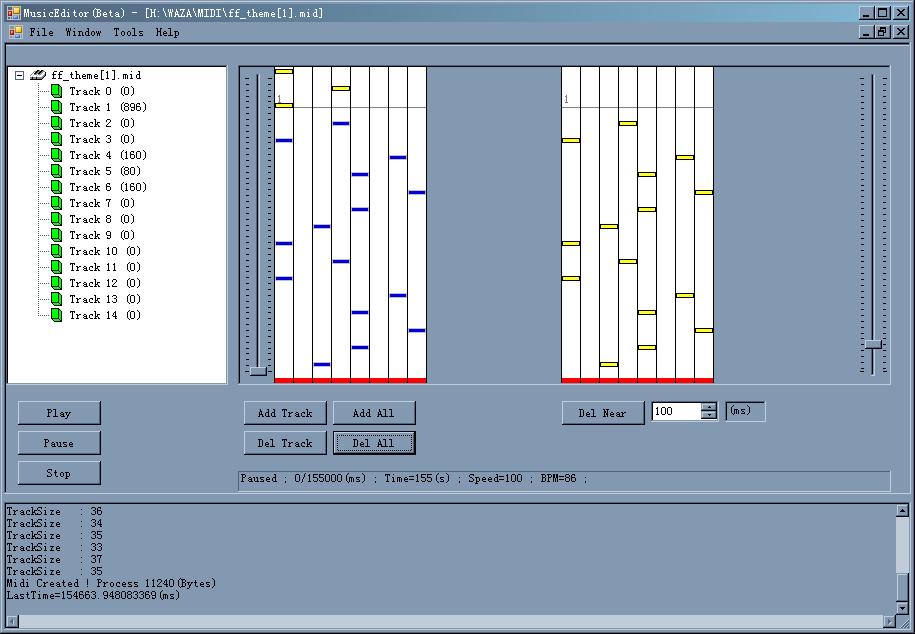 MusicEditor(Beta) - [H:\WAZA\MIDI\ff_theme[1].mid]
File Window Tools Help
ff_theme[1].mid
Track 0 (0)
Track 1 (896)
Track 2 (0)
Track 3 (0)
Track 4 (160)
Track 5 (80)
Track 6 (160)
Track 7 (0)
Track 8 (0)
Track 9 (0)
Track 10 (0)
Track 11 (0)
Track 12 (0)
Track 13 (0)
Track 14 (0)
1
1
Play
Pause
Stop
Add Track
Add All
Del Track
Del All
Del Near
100
(ms)
Paused ; 0/155000(ms) ; Time=155(s) ; Speed=100 ; BPM=86 ;
TrackSize : 36
TrackSize : 34
TrackSize : 35
TrackSize : 33
TrackSize : 37
TrackSize : 35
Midi Created ! Process 11240(Bytes)
LastTime=154663.948083369(ms)